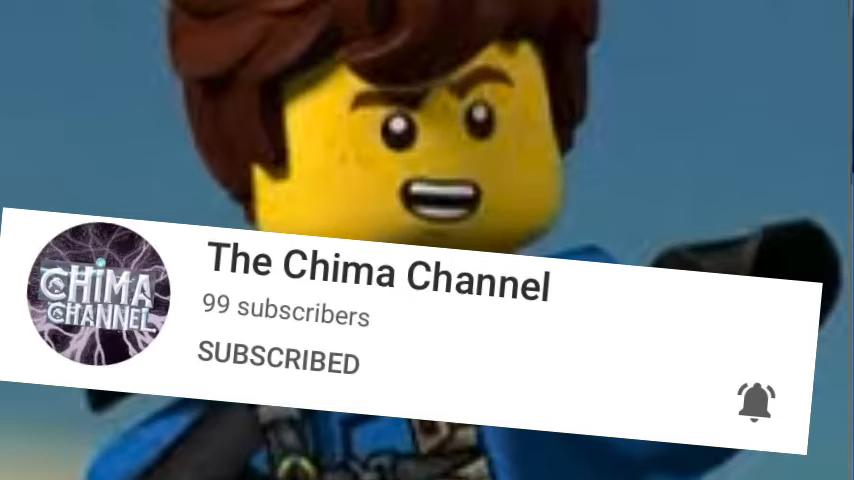 CHIMA
CHANNEL
The Chima Channel
99 subscribers
SUBSCRIBED